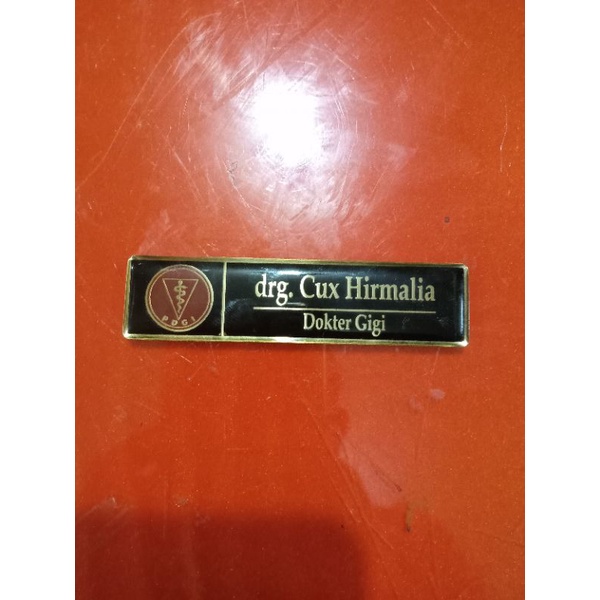 drg. Cux Hirmalia
Dokter Gigi
PDGI